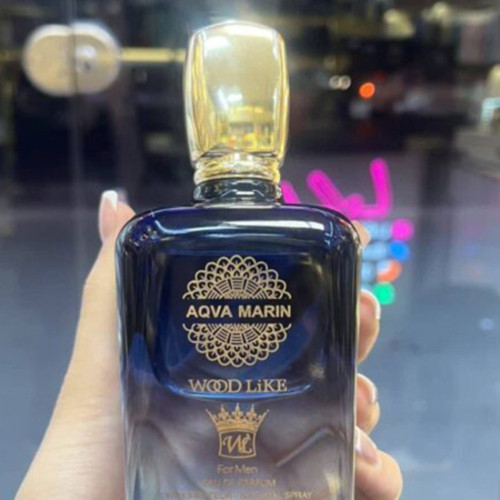 AQVA MARIN
WOOD LiKE
WL
For Men
EAU DE PARFUM
SPRAY